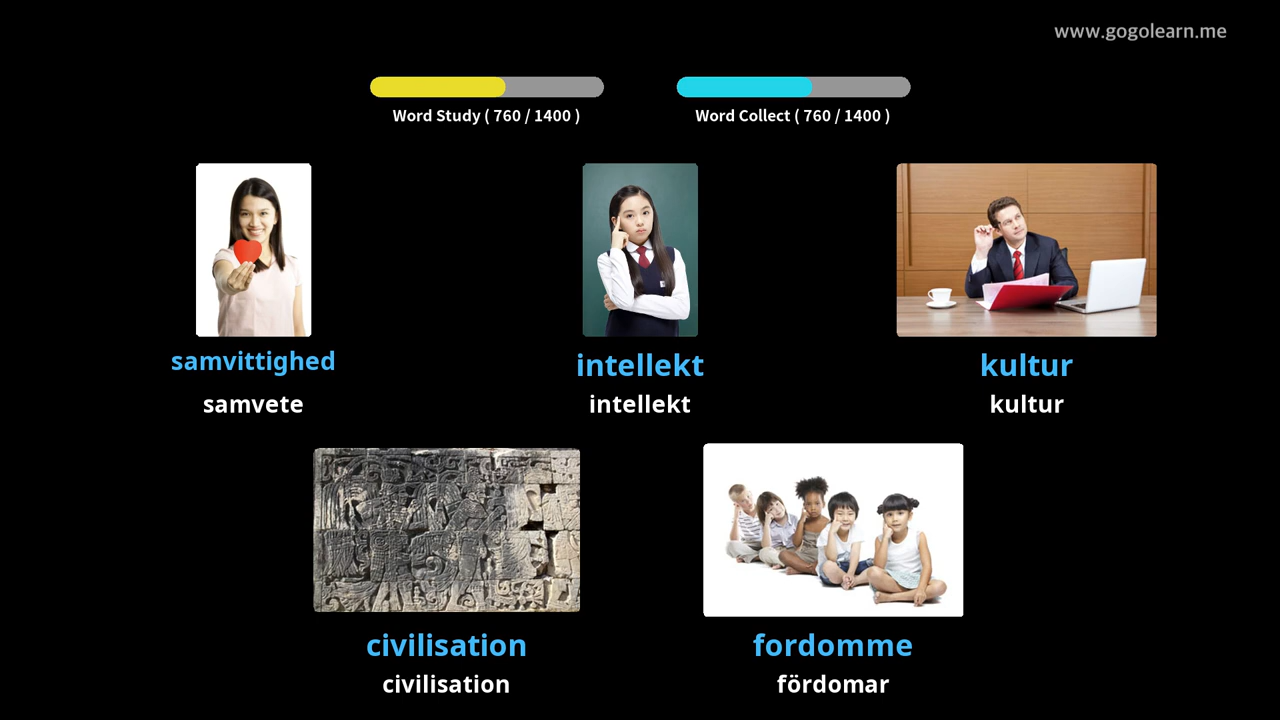 www.gogolearn.me
Word Study ( 760 / 1400 )
Word Collect ( 760 / 1400 )
samvittighed
samvete
intellekt
intellekt
kultur
kultur
civilisation
civilisation
fordomme
fördomar